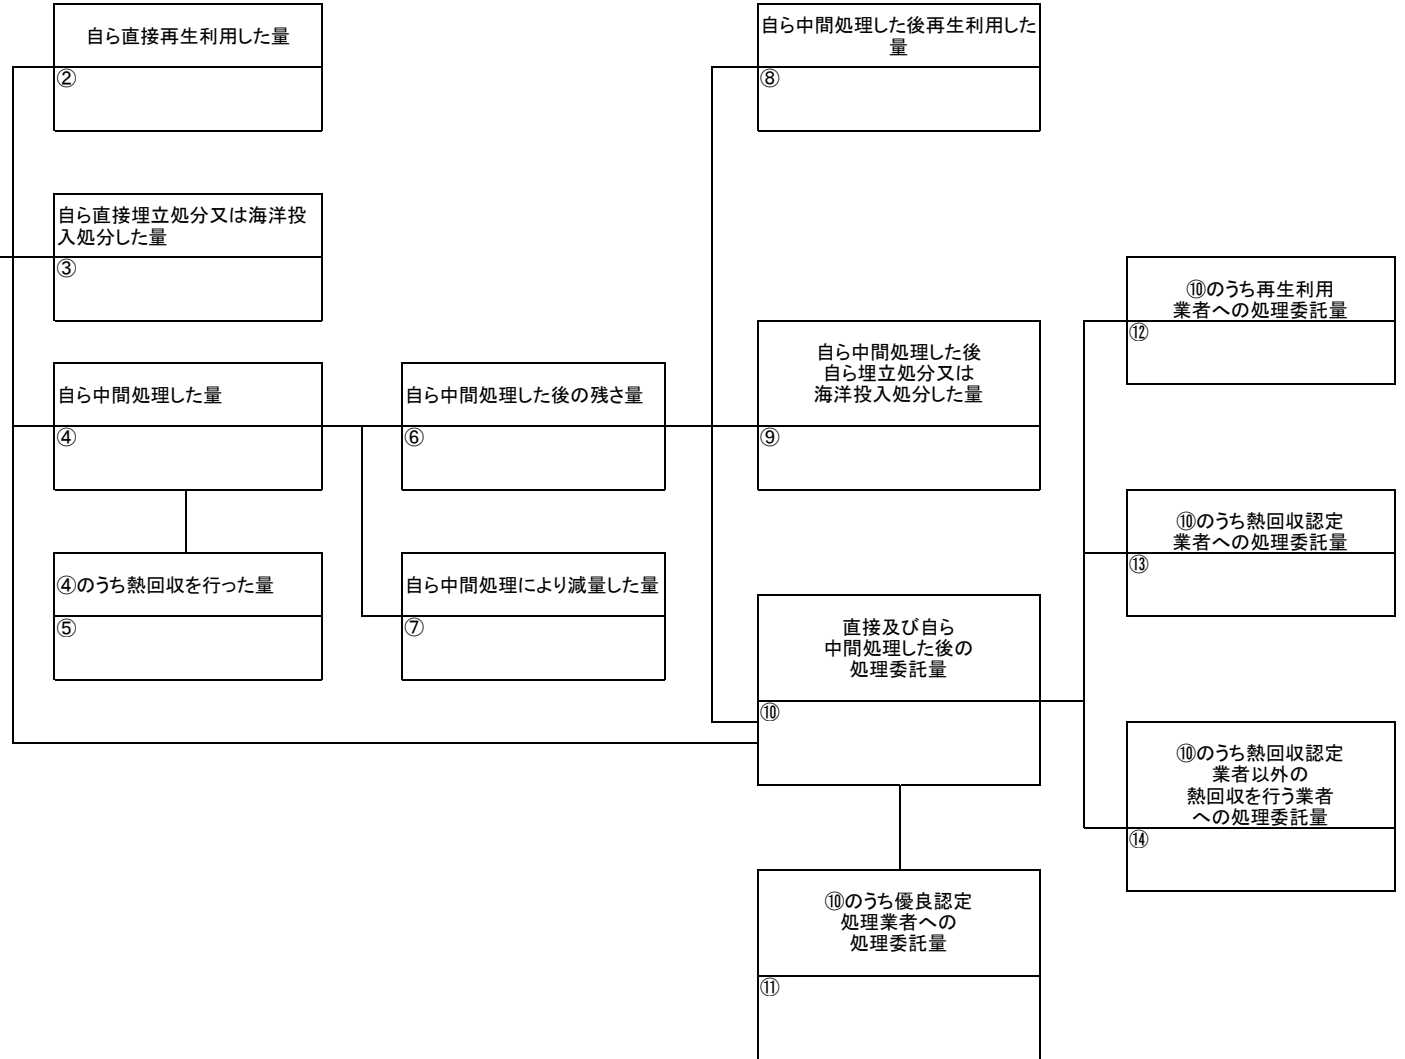 自ら直接再生利用した量
②
自ら直接埋立処分又は海洋投
入処分した量
③
自ら中間処理した量
④
④のうち熱回収を行った量
⑤
自ら中間処理した後の残さ量
⑥
自ら中間処理により減量した量
⑦
自ら中間処理した後再生利用した
量
⑧
自ら中間処理した後
自ら埋立処分又は
海洋投入処分した量
⑨
直接及び自ら
中間処理した後の
処理委託量
⑩
⑩のうち優良認定
処理業者への
処理委託量
⑪
⑩のうち再生利用
業者への処理委託量
⑫
⑩のうち熱回収認定
業者への処理委託量
⑬
⑩のうち熱回収認定
業者以外の
熱回収を行う業者
への処理委託量
⑭